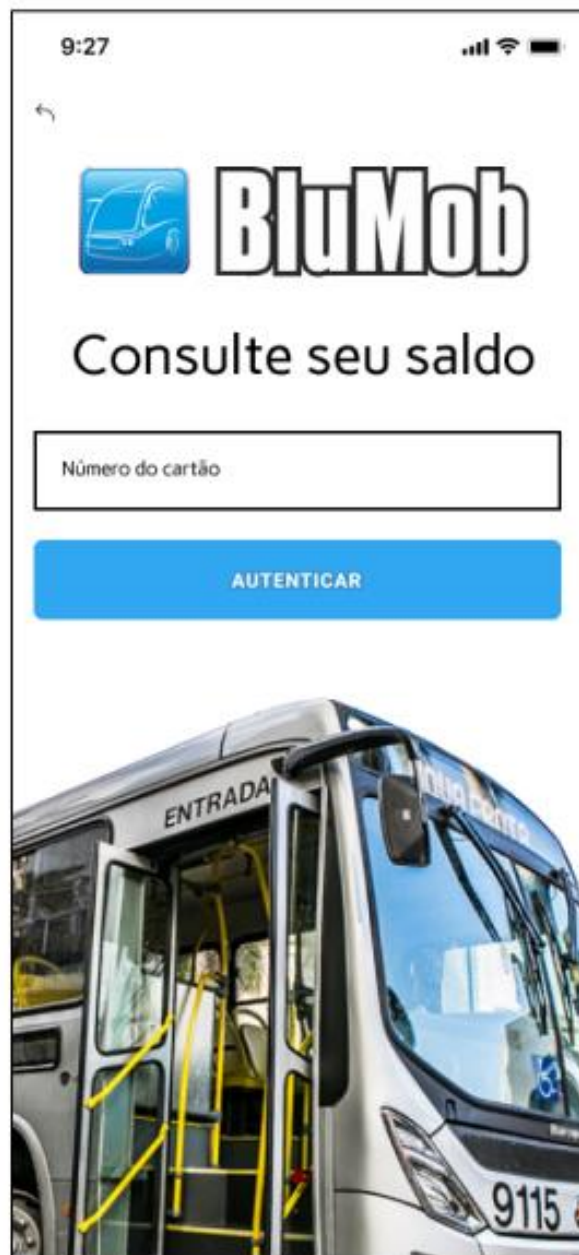 9:27
BluMob
Consulte seu saldo
Número do cartão
AUTENTICAR
ENTRADA
9115